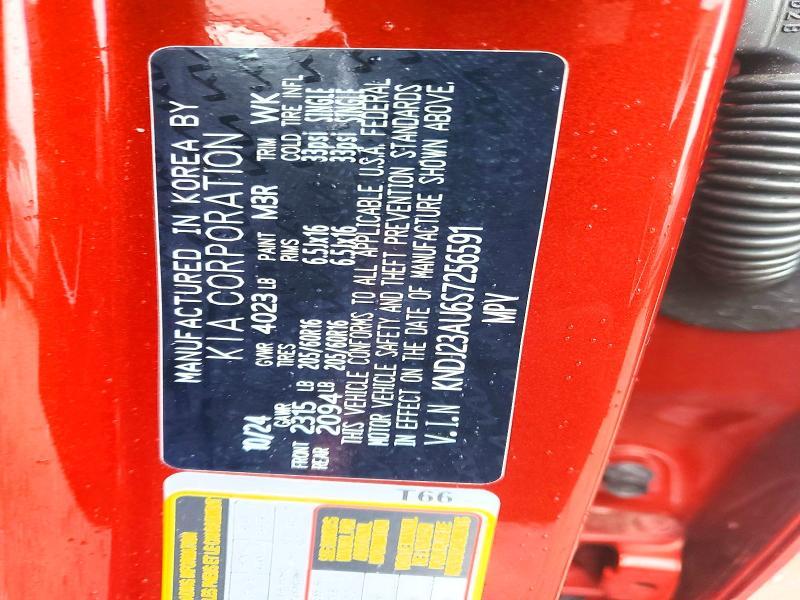 MANUFACTURED IN KOREA BY
KIA CORPORATION
10/24 GVWR 4023 LB PAINT M3R TRIM WK
GAWR TIRES RIMS COLD TIRE INFL
FRONT 2315 LB 205/60R16 6.5Jx16 33psi SINGLE
REAR 2094 LB 205/60R16 6.5Jx16 33psi SINGLE
THIS VEHICLE CONFORMS TO ALL APPLICABLE U.S.A. FEDERAL
MOTOR VEHICLE SAFETY AND THEFT PREVENTION STANDARDS
IN EFFECT ON THE DATE OF MANUFACTURE SHOWN ABOVE.
V.I.N KNDJ23AU6S7256591
MPV
T66